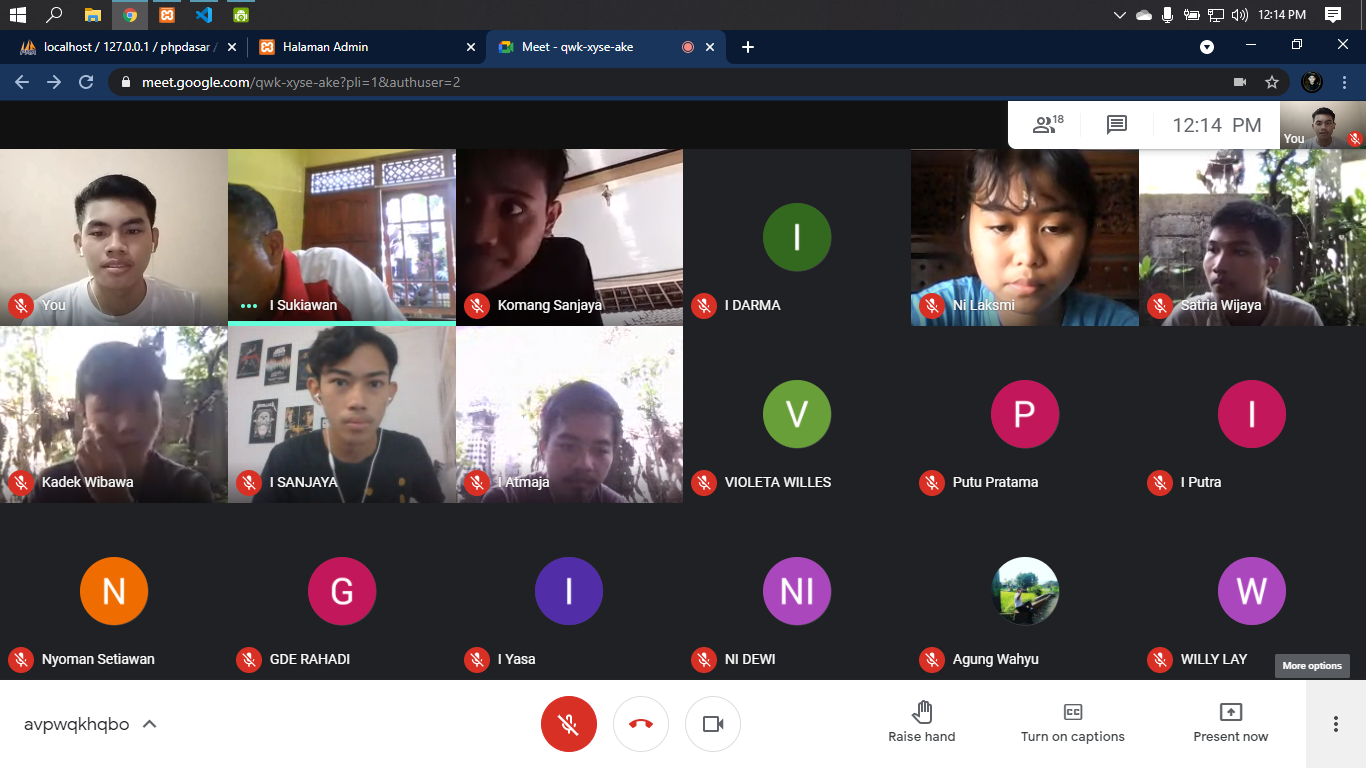 12:14 PM
localhost / 127.0.0.1 / phpdasar /
Halaman Admin
Meet - qwk-xyse-ake
meet.google.com/qwk-xyse-ake?pli=1&authuser=2
18
12:14 PM
You
You
I Sukiawan
Komang Sanjaya
I
I DARMA
Ni Laksmi
Satria Wijaya
Kadek Wibawa
I SANJAYA
I Atmaja
V
VIOLETA WILLES
P
Putu Pratama
I
I Putra
N
Nyoman Setiawan
G
GDE RAHADI
I
I Yasa
NI
NI DEWI
Agung Wahyu
W
WILLY LAY
More options
avpwqkhqbo
Raise hand
CC
Turn on captions
Present now